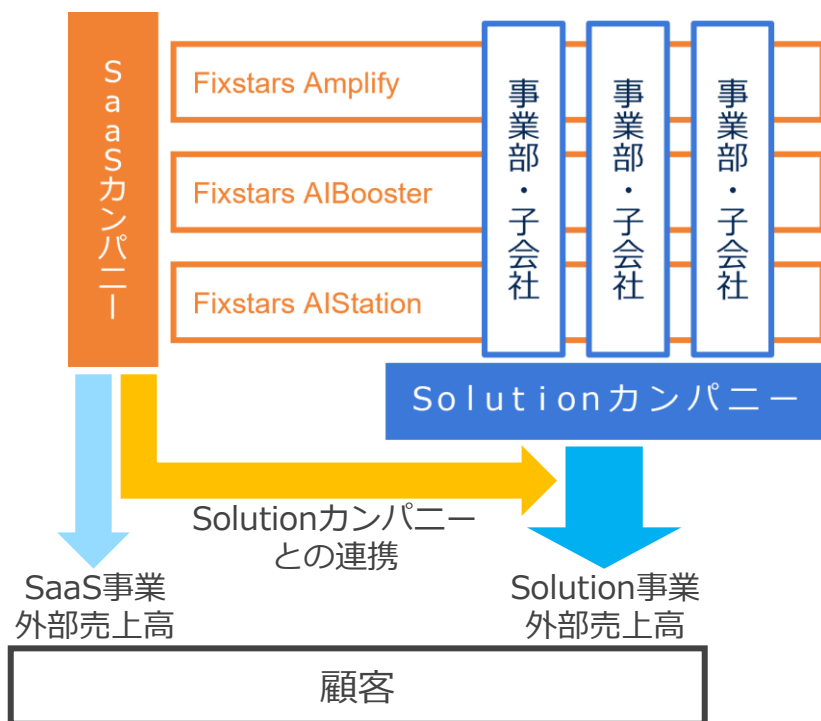 SaaSカンパニー
Fixstars Amplify
Fixstars AIBooster
Fixstars AIStation
事業部・子会社
事業部・子会社
事業部・子会社
Solutionカンパニー
Solutionカンパニー
との連携
SaaS事業
外部売上高
Solution事業
外部売上高
顧客